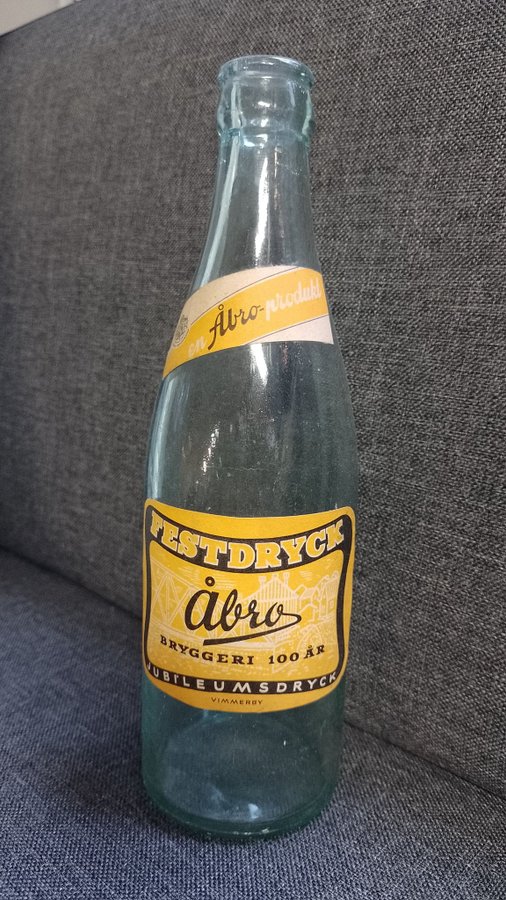 en Åbro-produkt
FESTDRYCK
Åbro
BRYGGERI 100 ÅR
JUBILEUMSDRYCK
VIMMERBY